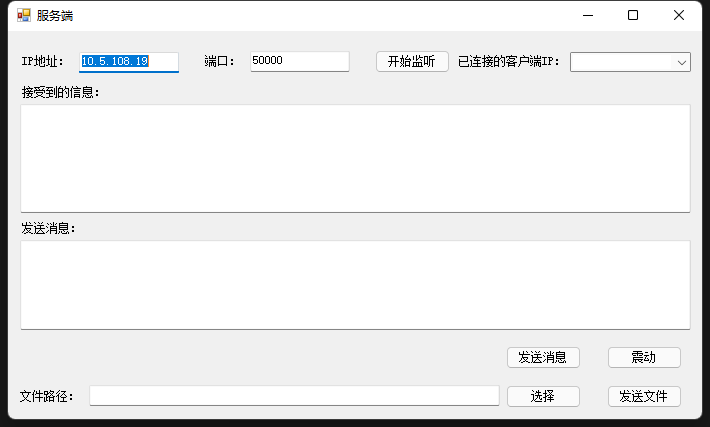 服务端
IP地址： 10.5.108.19 端口： 50000 开始监听 已连接的客户端IP：
接受到的信息：
发送消息：
发送消息 震动
文件路径： 选择 发送文件